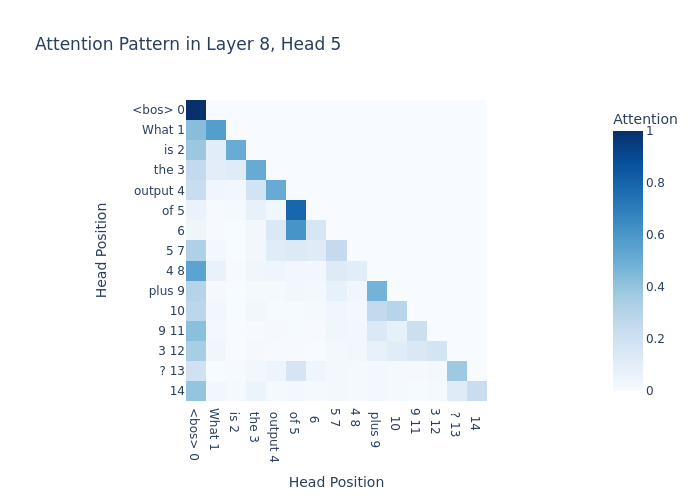 Attention Pattern in Layer 8, Head 5
Attention
<bos> 0
What 1
is 2
the 3
output 4
of 5
6
5 7
4 8
plus 9
10
9 11
3 12
? 13
14
Head Position
1
0.8
0.6
0.4
0.2
0
<bos> 0
What 1
is 2
the 3
output 4
of 5
6
5 7
4 8
plus 9
10
9 11
3 12
? 13
14
Head Position